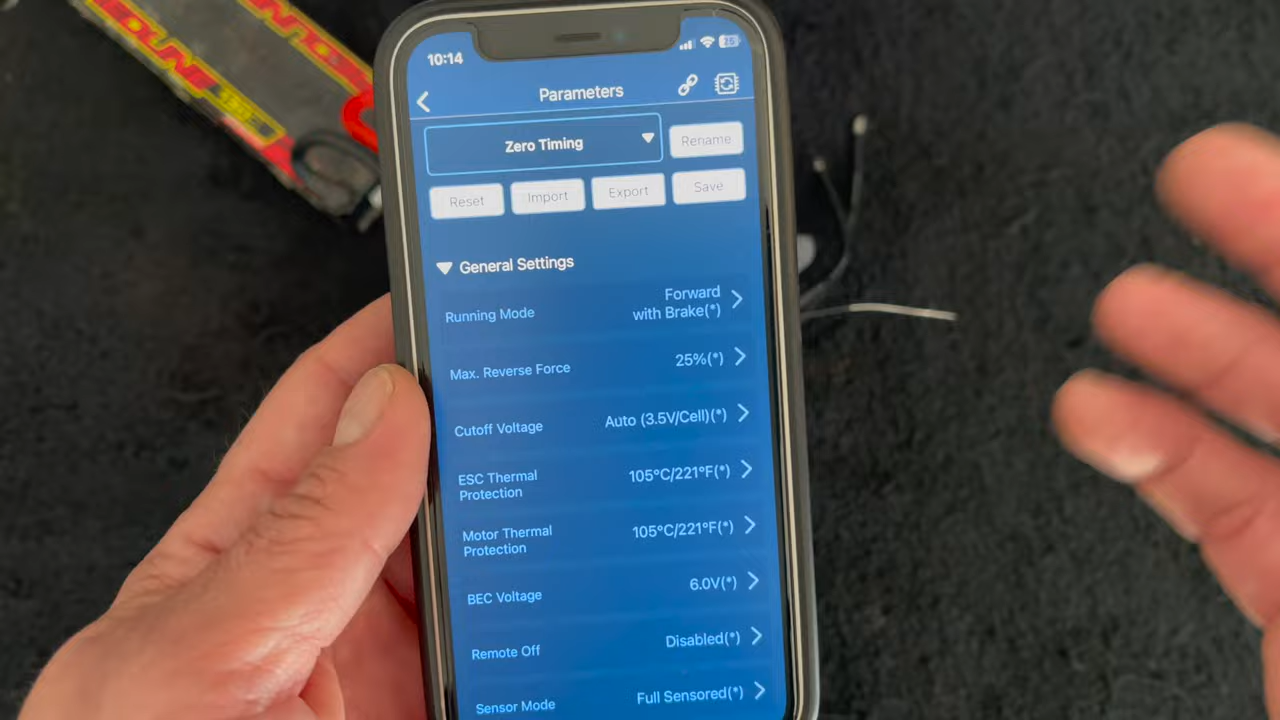 10:14
25
Parameters
Zero Timing
Rename
Reset
Import
Export
Save
General Settings
Running Mode
Forward
with Brake(*)
Max. Reverse Force
25%(*)
Cutoff Voltage
Auto (3.5V/Cell)(*)
ESC Thermal
Protection
105°C/221°F(*)
Motor Thermal
Protection
105°C/221°F(*)
BEC Voltage
6.0V(*)
Remote Off
Disabled(*)
Sensor Mode
Full Sensored(*)